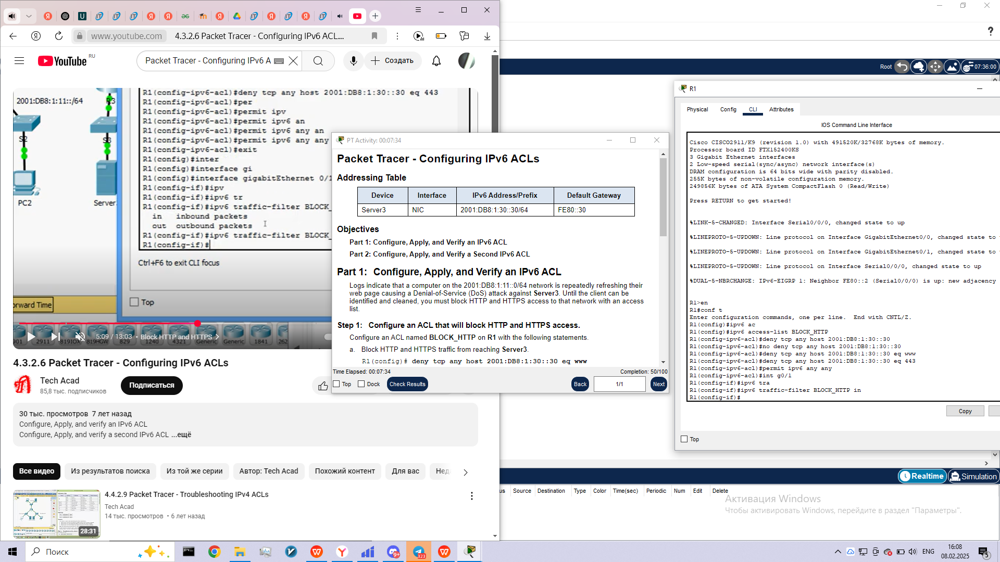 www.youtube.com
4.3.2.6 Packet Tracer - Configuring IPv6 ACL...
YouTube RU
Packet Tracer - Configuring IPv6 A
Создать
2001:DB8:1:11::/64
R3
S2
S3
PC2
Server
R1(config-ipv6-acl)#deny tcp any host 2001:DB8:1:30::30 eq 443
R1(config-ipv6-acl)#per
R1(config-ipv6-acl)#permit ipv
R1(config-ipv6-acl)#permit ipv6 an
R1(config-ipv6-acl)#permit ipv6 any an
R1(config-ipv6-acl)#permit ipv6 any any
R1(config-ipv6-acl)#exit
R1(config)#inter
R1(config)#interface gi
R1(config)#interface gigabitEthernet 0/1
R1(config-if)#ipv
R1(config-if)#ipv6 tr
R1(config-if)#ipv6 traffic-filter BLOCK_
in inbound packets
out outbound packets
R1(config-if)#ipv6 traffic-filter BLOCK_
R1(config-if)#
Ctrl+F6 to exit CLI focus
Top
orward Time
901 2911 819IOX 819HGW 829 1240 4321 Generic Generic 1841 262
5:09 / 13:03 • Block HTTP and HTTPS
4.3.2.6 Packet Tracer - Configuring IPv6 ACLs
Tech Acad
85,8 тыс. подписчиков
Подписаться
30 тыс. просмотров 7 лет назад
Configure, Apply, and verify an IPv6 ACL
Configure, Apply, and verify a second IPv6 ACL ...ещё
Все видео
Из результатов поиска
Из той же серии
Автор: Tech Acad
Похожий контент
Для вас
Нед
4.4.2.9 Packet Tracer - Troubleshooting IPv4 ACLs
Tech Acad
14 тыс. просмотров • 6 лет назад
28:31
PT Activity: 00:07:34
Packet Tracer - Configuring IPv6 ACLs
Addressing Table
Device Interface IPv6 Address/Prefix Default Gateway
Server3 NIC 2001:DB8:1:30::30/64 FE80::30
Objectives
Part 1: Configure, Apply, and Verify an IPv6 ACL
Part 2: Configure, Apply, and Verify a Second IPv6 ACL
Part 1: Configure, Apply, and Verify an IPv6 ACL
Logs indicate that a computer on the 2001:DB8:1:11::0/64 network is repeatedly refreshing their
web page causing a Denial-of-Service (DoS) attack against Server3. Until the client can be
identified and cleaned, you must block HTTP and HTTPS access to that network with an access
list.
Step 1: Configure an ACL that will block HTTP and HTTPS access.
Configure an ACL named BLOCK_HTTP on R1 with the following statements.
a. Block HTTP and HTTPS traffic from reaching Server3.
R1(config)# deny tcp any host 2001:DB8:1:30::30 eq www
Time Elapsed: 00:07:34
Completion: 50/100
Top
Dock
Check Results
Back
1/1
Next
Root
07:36:00
R1
Physical Config CLI Attributes
IOS Command Line Interface
Cisco CISCO2911/K9 (revision 1.0) with 491520K/32768K bytes of memory.
Processor board ID FTX152400KS
3 Gigabit Ethernet interfaces
2 Low-speed serial(sync/async) network interface(s)
DRAM configuration is 64 bits wide with parity disabled.
255K bytes of non-volatile configuration memory.
249856K bytes of ATA System CompactFlash 0 (Read/Write)
Press RETURN to get started!
%LINK-5-CHANGED: Interface Serial0/0/0, changed state to up
%LINEPROTO-5-UPDOWN: Line protocol on Interface GigabitEthernet0/0, changed state to
%LINEPROTO-5-UPDOWN: Line protocol on Interface GigabitEthernet0/1, changed state to
%LINEPROTO-5-UPDOWN: Line protocol on Interface Serial0/0/0, changed state to up
%DUAL-5-NBRCHANGE: IPv6-EIGRP 1: Neighbor FE80::2 (Serial0/0/0) is up: new adjacency
R1>en
R1#conf t
Enter configuration commands, one per line. End with CNTL/Z.
R1(config)#ipv6 ac
R1(config)#ipv6 access-list BLOCK_HTTP
R1(config-ipv6-acl)#deny tcp any host 2001:DB8:1:30::30
R1(config-ipv6-acl)#no deny tcp any host 2001:DB8:1:30::30
R1(config-ipv6-acl)#deny tcp any host 2001:DB8:1:30::30 eq www
R1(config-ipv6-acl)#deny tcp any host 2001:DB8:1:30::30 eq 443
R1(config-ipv6-acl)#permit ipv6 any any
R1(config-ipv6-acl)#int g0/1
R1(config-if)#ipv6 tra
R1(config-if)#ipv6 traffic-filter BLOCK_HTTP in
R1(config-if)#
Copy
Top
Realtime
Simulation
us Source Destination Type Color Time(sec) Periodic Num Edit Delete
Активация Windows
Чтобы активировать Windows, перейдите в раздел "Параметры".
Поиск
9+
323
ENG
16:08
08.02.2025
5